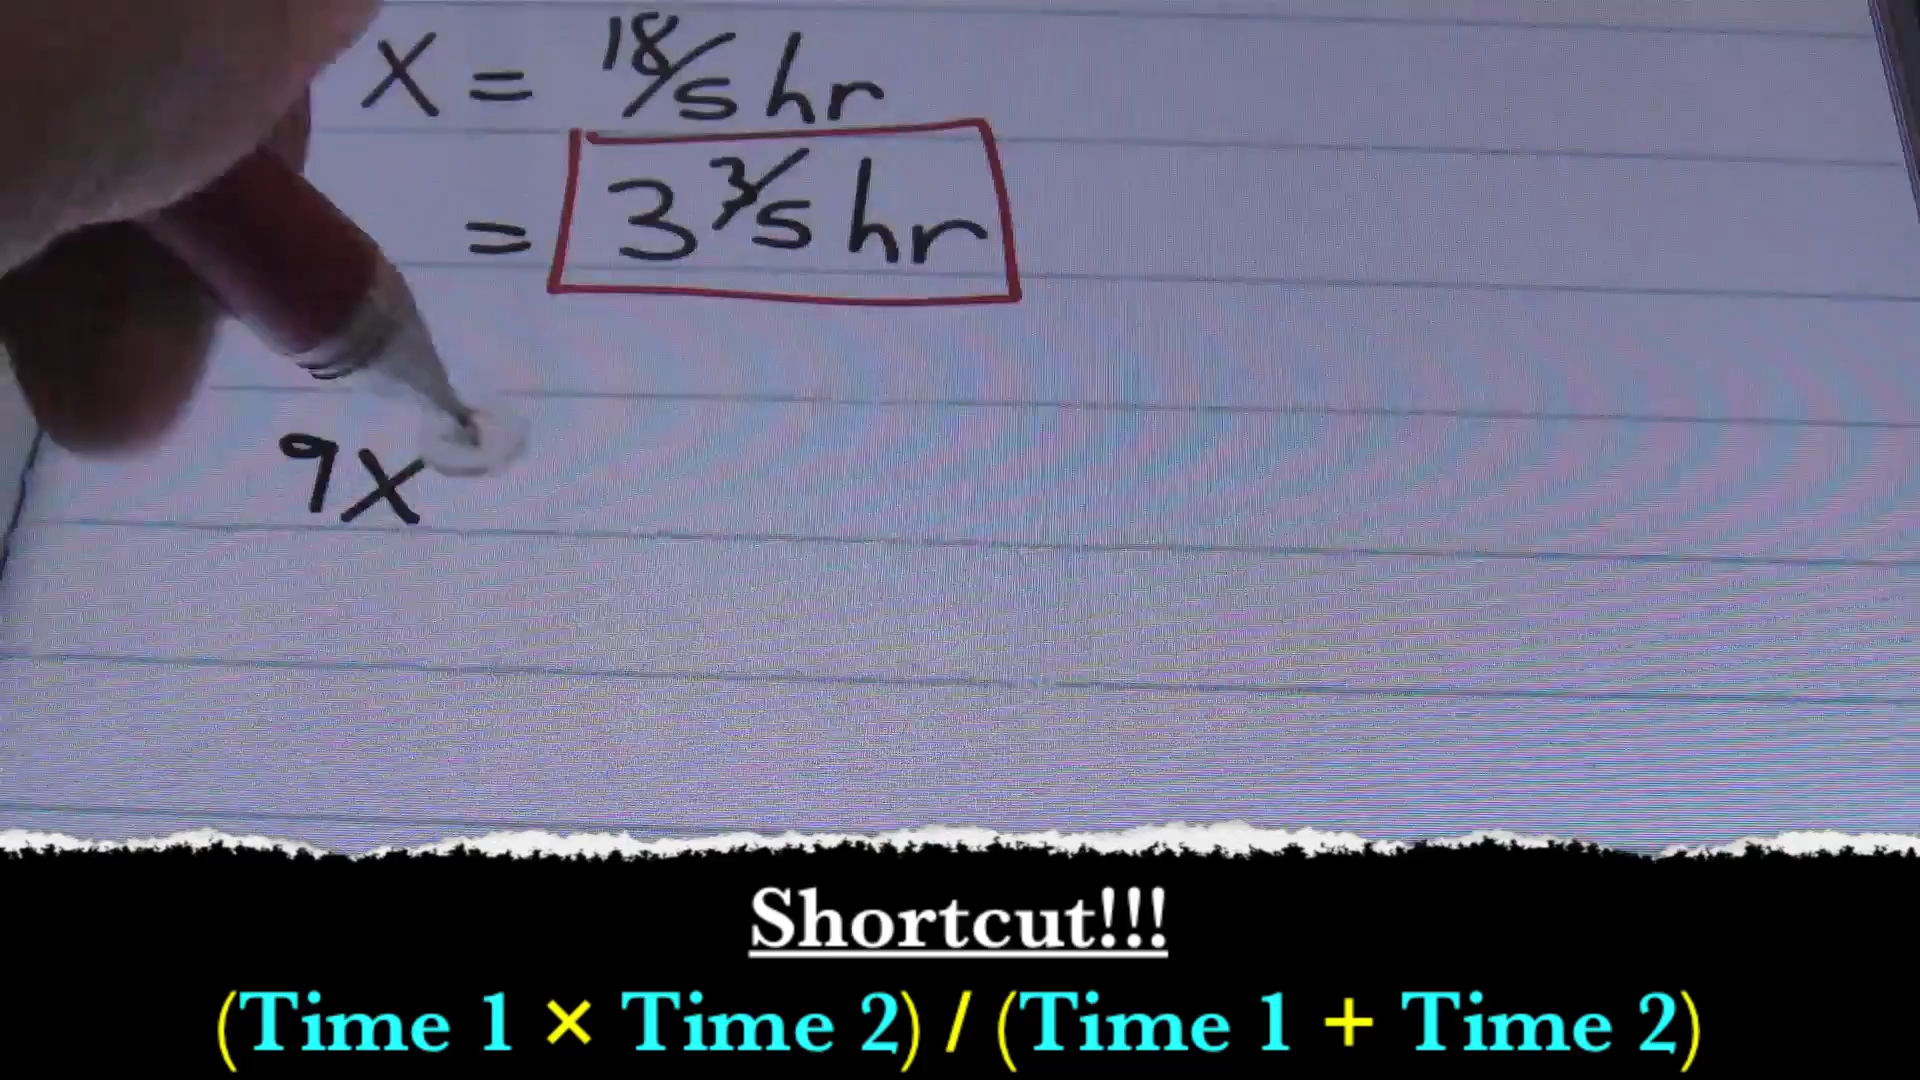 X = 18/5 hr
= 3 3/5 hr
9X
Shortcut!!!
(Time 1 × Time 2) / (Time 1 + Time 2)